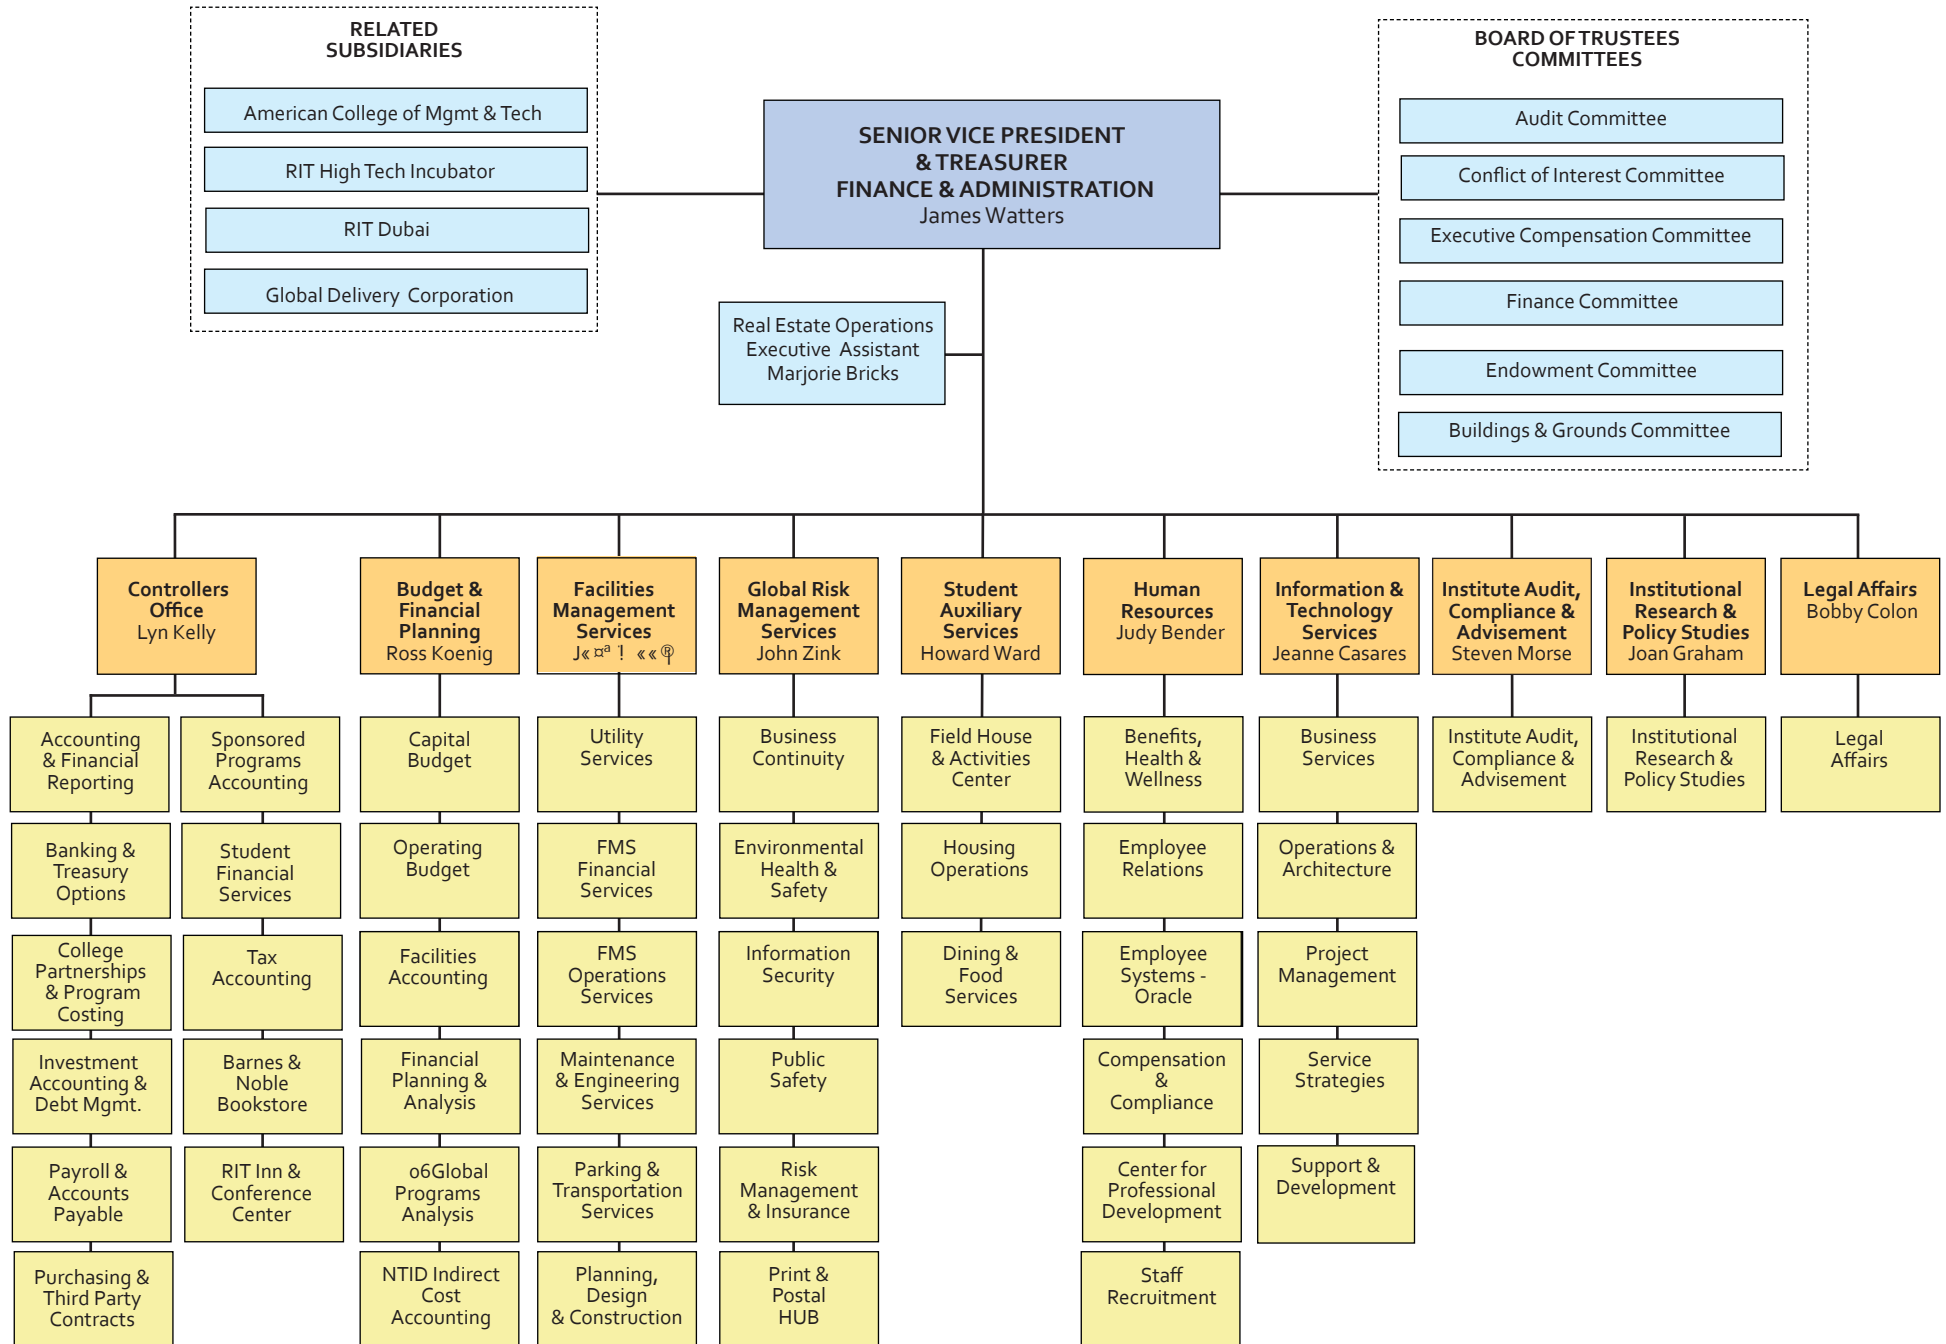 RELATED
SUBSIDIARIES
American College of Mgmt & Tech
RIT High Tech Incubator
RIT Dubai
Global Delivery Corporation
SENIOR VICE PRESIDENT
& TREASURER
FINANCE & ADMINISTRATION
James Watters
Real Estate Operations
Executive Assistant
Marjorie Bricks
BOARD OF TRUSTEES
COMMITTEES
Audit Committee
Conflict of Interest Committee
Executive Compensation Committee
Finance Committee
Endowment Committee
Buildings & Grounds Committee
Controllers
Office
Lyn Kelly
Accounting
& Financial
Reporting
Banking &
Treasury
Options
College
Partnerships
& Program
Costing
Investment
Accounting &
Debt Mgmt.
Payroll &
Accounts
Payable
Purchasing &
Third Party
Contracts
Sponsored
Programs
Accounting
Student
Financial
Services
Tax
Accounting
Barnes &
Noble
Bookstore
RIT Inn &
Conference
Center
Budget &
Financial
Planning
Ross Koenig
Capital
Budget
Operating
Budget
Facilities
Accounting
Financial
Planning &
Analysis
06Global
Programs
Analysis
NTID Indirect
Cost
Accounting
Facilities
Management
Services
Utility
Services
FMS
Financial
Services
FMS
Operations
Services
Maintenance
& Engineering
Services
Parking &
Transportation
Services
Planning,
Design
& Construction
Global Risk
Management
Services
John Zink
Business
Continuity
Environmental
Health &
Safety
Information
Security
Public
Safety
Risk
Management
& Insurance
Print &
Postal
HUB
Student
Auxiliary
Services
Howard Ward
Field House
& Activities
Center
Housing
Operations
Dining &
Food
Services
Human
Resources
Judy Bender
Benefits,
Health &
Wellness
Employee
Relations
Employee
Systems -
Oracle
Compensation
&
Compliance
Center for
Professional
Development
Staff
Recruitment
Information &
Technology
Services
Jeanne Casares
Business
Services
Operations &
Architecture
Project
Management
Service
Strategies
Support &
Development
Institute Audit,
Compliance &
Advisement
Steven Morse
Institute Audit,
Compliance &
Advisement
Institutional
Research &
Policy Studies
Joan Graham
Institutional
Research &
Policy Studies
Legal Affairs
Bobby Colon
Legal
Affairs